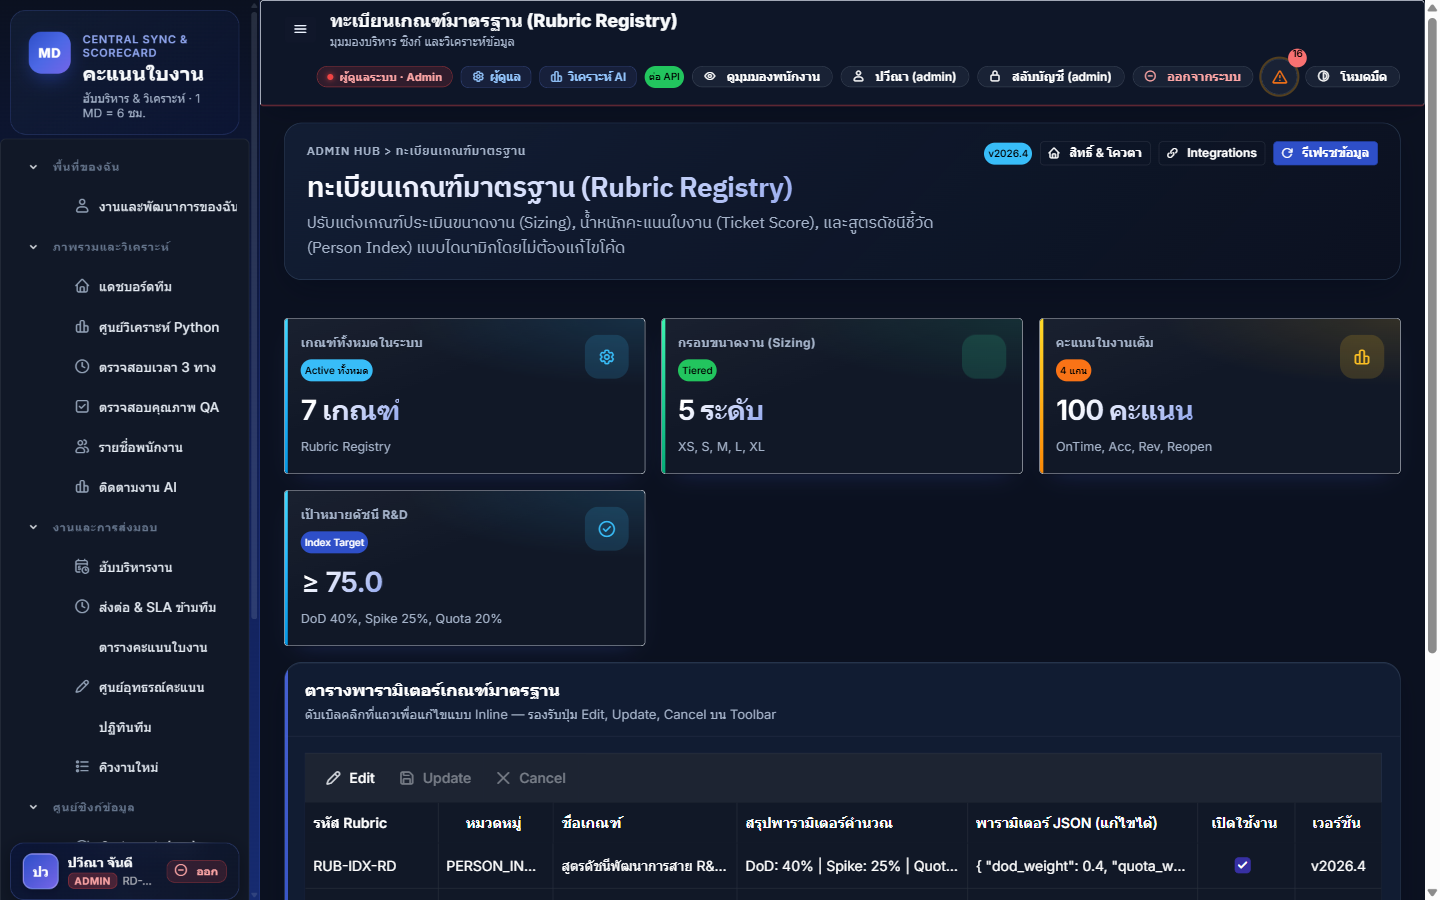 MD
CENTRAL SYNC &
SCORECARD
คะแนนใบงาน
ฮับบริหาร & วิเคราะห์ · 1
MD = 6 ชม.
พื้นที่ของฉัน
งานและพัฒนาการของฉัน
ภาพรวมและวิเคราะห์
แดชบอร์ดทีม
ศูนย์วิเคราะห์ Python
ตรวจสอบเวลา 3 ทาง
ตรวจสอบคุณภาพ QA
รายชื่อพนักงาน
ติดตามงาน AI
งานและการส่งมอบ
ฮับบริหารงาน
ส่งต่อ & SLA ข้ามทีม
ตารางคะแนนใบงาน
ศูนย์อุทธรณ์คะแนน
ปฏิทินทีม
คิวงานใหม่
ศูนย์ซิงก์ข้อมูล
ปว
ปวีณา จันดี
ADMIN RD-...
ออก
ทะเบียนเกณฑ์มาตรฐาน (Rubric Registry)
มุมมองบริหาร ซิงก์ และวิเคราะห์ข้อมูล
ผู้ดูแลระบบ · Admin
ผู้ดูแล
วิเคราะห์ AI
ต่อ API
ดูมุมมองพนักงาน
ปวีณา (admin)
สลับบัญชี (admin)
ออกจากระบบ
16
โหมดมืด
ADMIN HUB > ทะเบียนเกณฑ์มาตรฐาน
v2026.4
สิทธิ์ & โควตา
Integrations
รีเฟรชข้อมูล
ทะเบียนเกณฑ์มาตรฐาน (Rubric Registry)
ปรับแต่งเกณฑ์ประเมินขนาดงาน (Sizing), น้ำหนักคะแนนใบงาน (Ticket Score), และสูตรดัชนีชี้วัด
(Person Index) แบบไดนามิกโดยไม่ต้องแก้ไขโค้ด
เกณฑ์ทั้งหมดในระบบ
Active ทั้งหมด
7 เกณฑ์
Rubric Registry
กรอบขนาดงาน (Sizing)
Tiered
5 ระดับ
XS, S, M, L, XL
คะแนนใบงานเต็ม
4 แกน
100 คะแนน
OnTime, Acc, Rev, Reopen
เป้าหมายดัชนี R&D
Index Target
≥ 75.0
DoD 40%, Spike 25%, Quota 20%
ตารางพารามิเตอร์เกณฑ์มาตรฐาน
ดับเบิลคลิกที่แถวเพื่อแก้ไขแบบ Inline — รองรับปุ่ม Edit, Update, Cancel บน Toolbar
Edit Update Cancel
รหัส Rubric หมวดหมู่ ชื่อเกณฑ์ สรุปพารามิเตอร์คำนวณ พารามิเตอร์ JSON (แก้ไขได้) เปิดใช้งาน เวอร์ชัน
RUB-IDX-RD PERSON_IN... สูตรดัชนีพัฒนาการสาย R&... DoD: 40% | Spike: 25% | Quot... { "dod_weight": 0.4, "quota_w... v2026.4